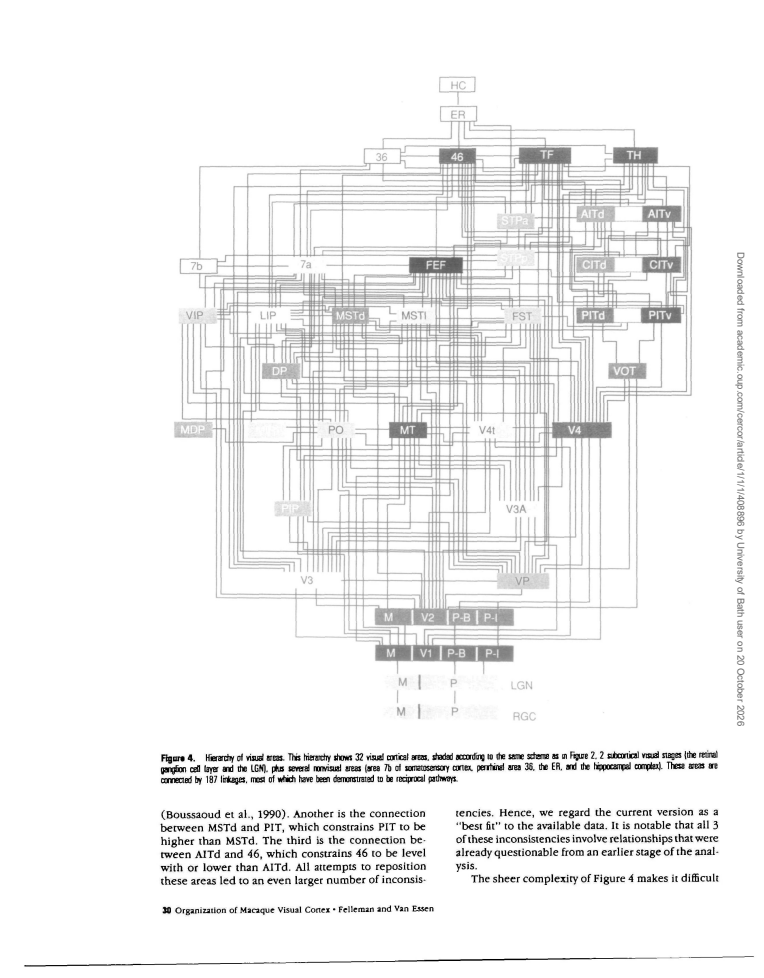 HC
ER
36 46 TF TH
STPa AITd AITv
7b 7a FEF STPp CITd CITv
VIP LIP MSTd MSTl FST PITd PITv
DP VOT
MDP PO MT V4t V4
PIP V3A
V3 VP
M V2 P-B P-I
M V1 P-B P-I
M P LGN
M P RGC
Figure 4. Hierarchy of visual areas. This hierarchy shows 32 visual cortical areas, shaded according to the same scheme as in Figure 2, 2 subcortical visual stages (the retinal
ganglion cell layer and the LGN), plus several nonvisual areas (area 7b of somatosensory cortex, perirhinal area 36, the ER, and the hippocampal complex). These areas are
connected by 187 linkages, most of which have been demonstrated to be reciprocal pathways.
(Boussaoud et al., 1990). Another is the connection
between MSTd and PIT, which constrains PIT to be
higher than MSTd. The third is the connection be-
tween AITd and 46, which constrains 46 to be level
with or lower than AITd. All attempts to reposition
these areas led to an even larger number of inconsis-
tencies. Hence, we regard the current version as a
"best fit" to the available data. It is notable that all 3
of these inconsistencies involve relationships that were
already questionable from an earlier stage of the anal-
ysis.
The sheer complexity of Figure 4 makes it difficult
30 Organization of Macaque Visual Cortex • Felleman and Van Essen
Downloaded from academic.oup.com/cercor/article/1/1/1/408896 by University of Bath user on 20 October 2026